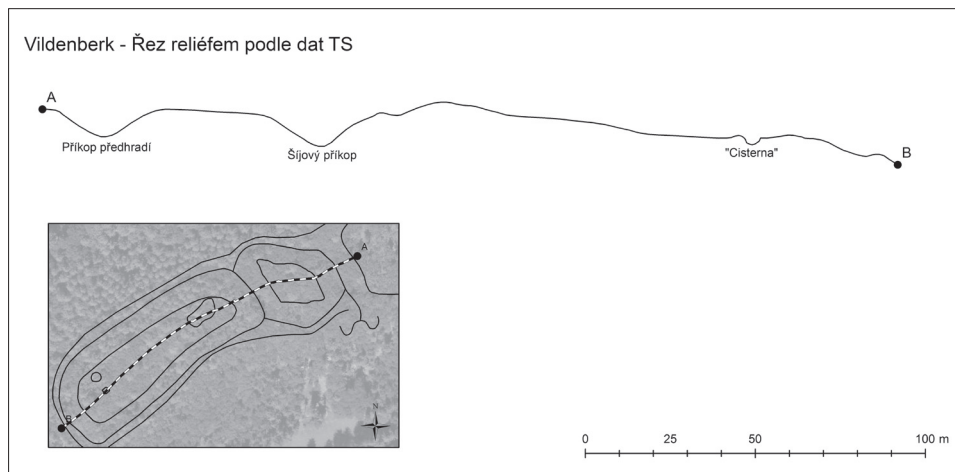 Vildenberk - Řez reliéfem podle dat TS
A
Příkop předhradí
Šíjový příkop
"Cisterna"
B
A
B
N
0 25 50 100 m